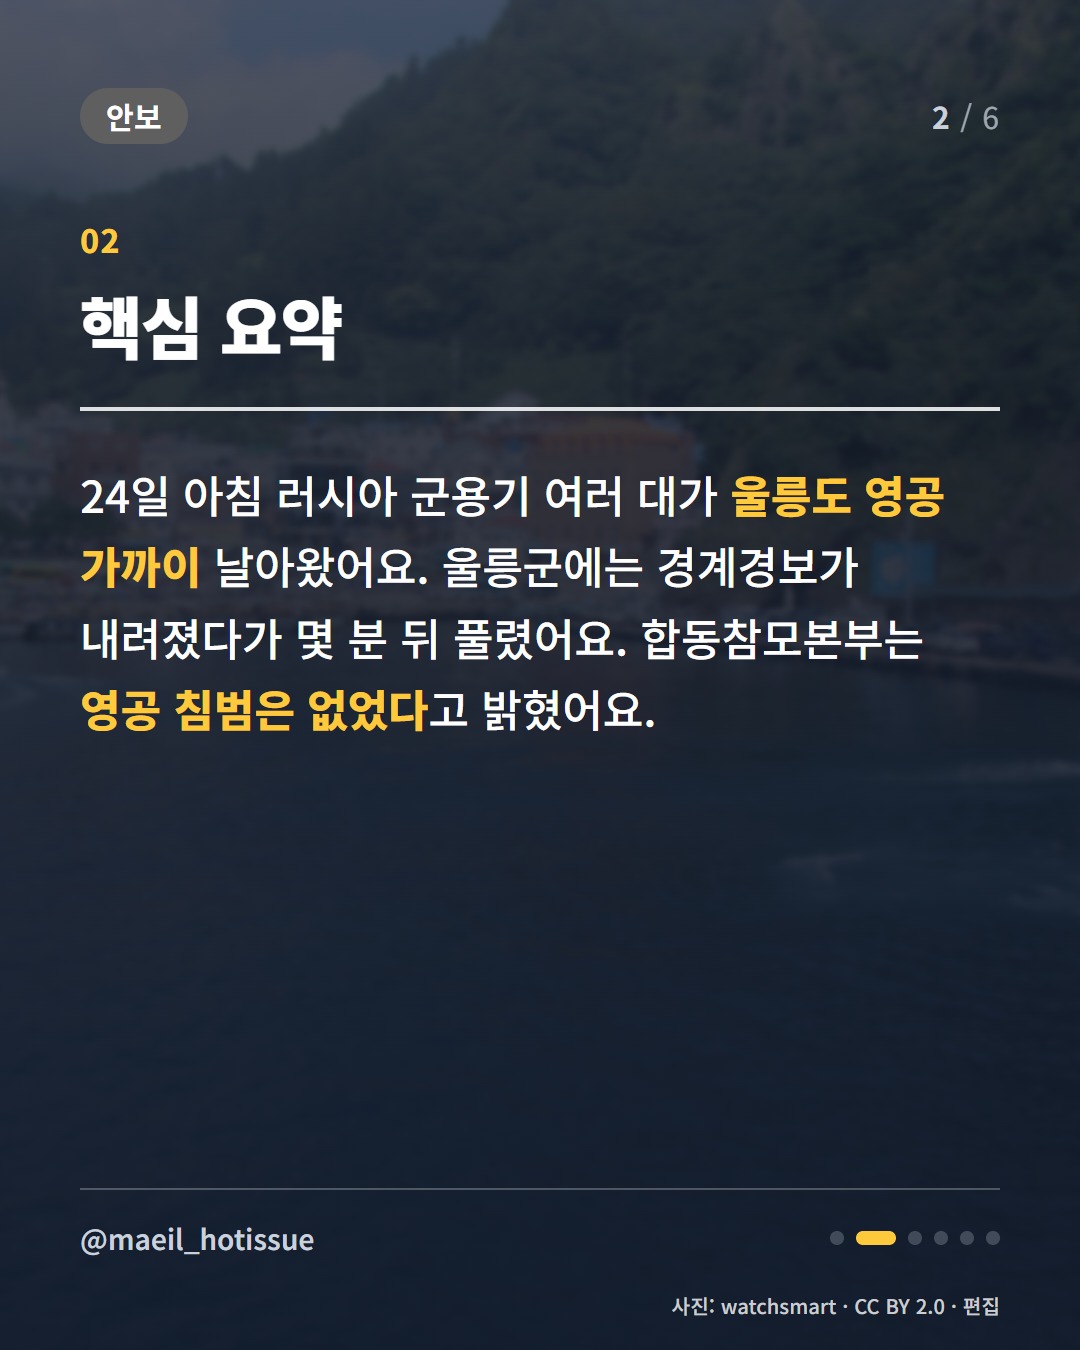 안보
2 / 6
02
핵심 요약
24일 아침 러시아 군용기 여러 대가 울릉도 영공
가까이 날아왔어요. 울릉군에는 경계경보가
내려졌다가 몇 분 뒤 풀렸어요. 합동참모본부는
영공 침범은 없었다고 밝혔어요.
@maeil_hotissue
사진: watchsmart · CC BY 2.0 · 편집